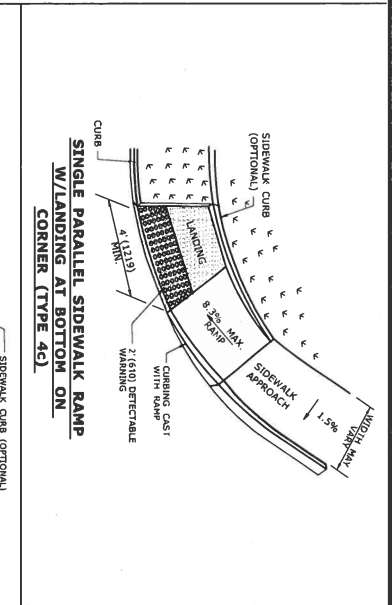 SIDEWALK CURB
(OPTIONAL)
WIDTH MAY
VARY
1.5%
SIDEWALK
APPROACH
8.3% MAX.
RAMP
LANDING
CURBING CAST
WITH RAMP
2'(610) DETECTABLE
WARNING
4'(1219)
MIN.
CURB
SINGLE PARALLEL SIDEWALK RAMP
W/LANDING AT BOTTOM ON
CORNER (TYPE 4c)
SIDEWALK CURB (OPTIONAL)